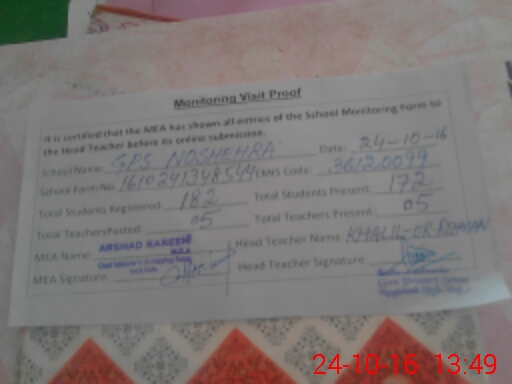 Monitoring Visit Proof
It is certified that the MEA has shown all entries of the School Monitoring Form to
the Head Teacher before its online submission.
School Name: GPS NOSHEHRA Date: 24-10-16
School Form No: 1610241348544 EMIS Code: 36120099
Total Students Registered: 182 Total Students Present: 172
Total Teachers Posted: 05 Total Teachers Present: 05
MEA Name: ARSHAD KAREEM Head Teacher Name: KHALIL-UR-REHMAN
M.E.A
MEA Signature: Head Teacher Signature
24-10-16 13:49